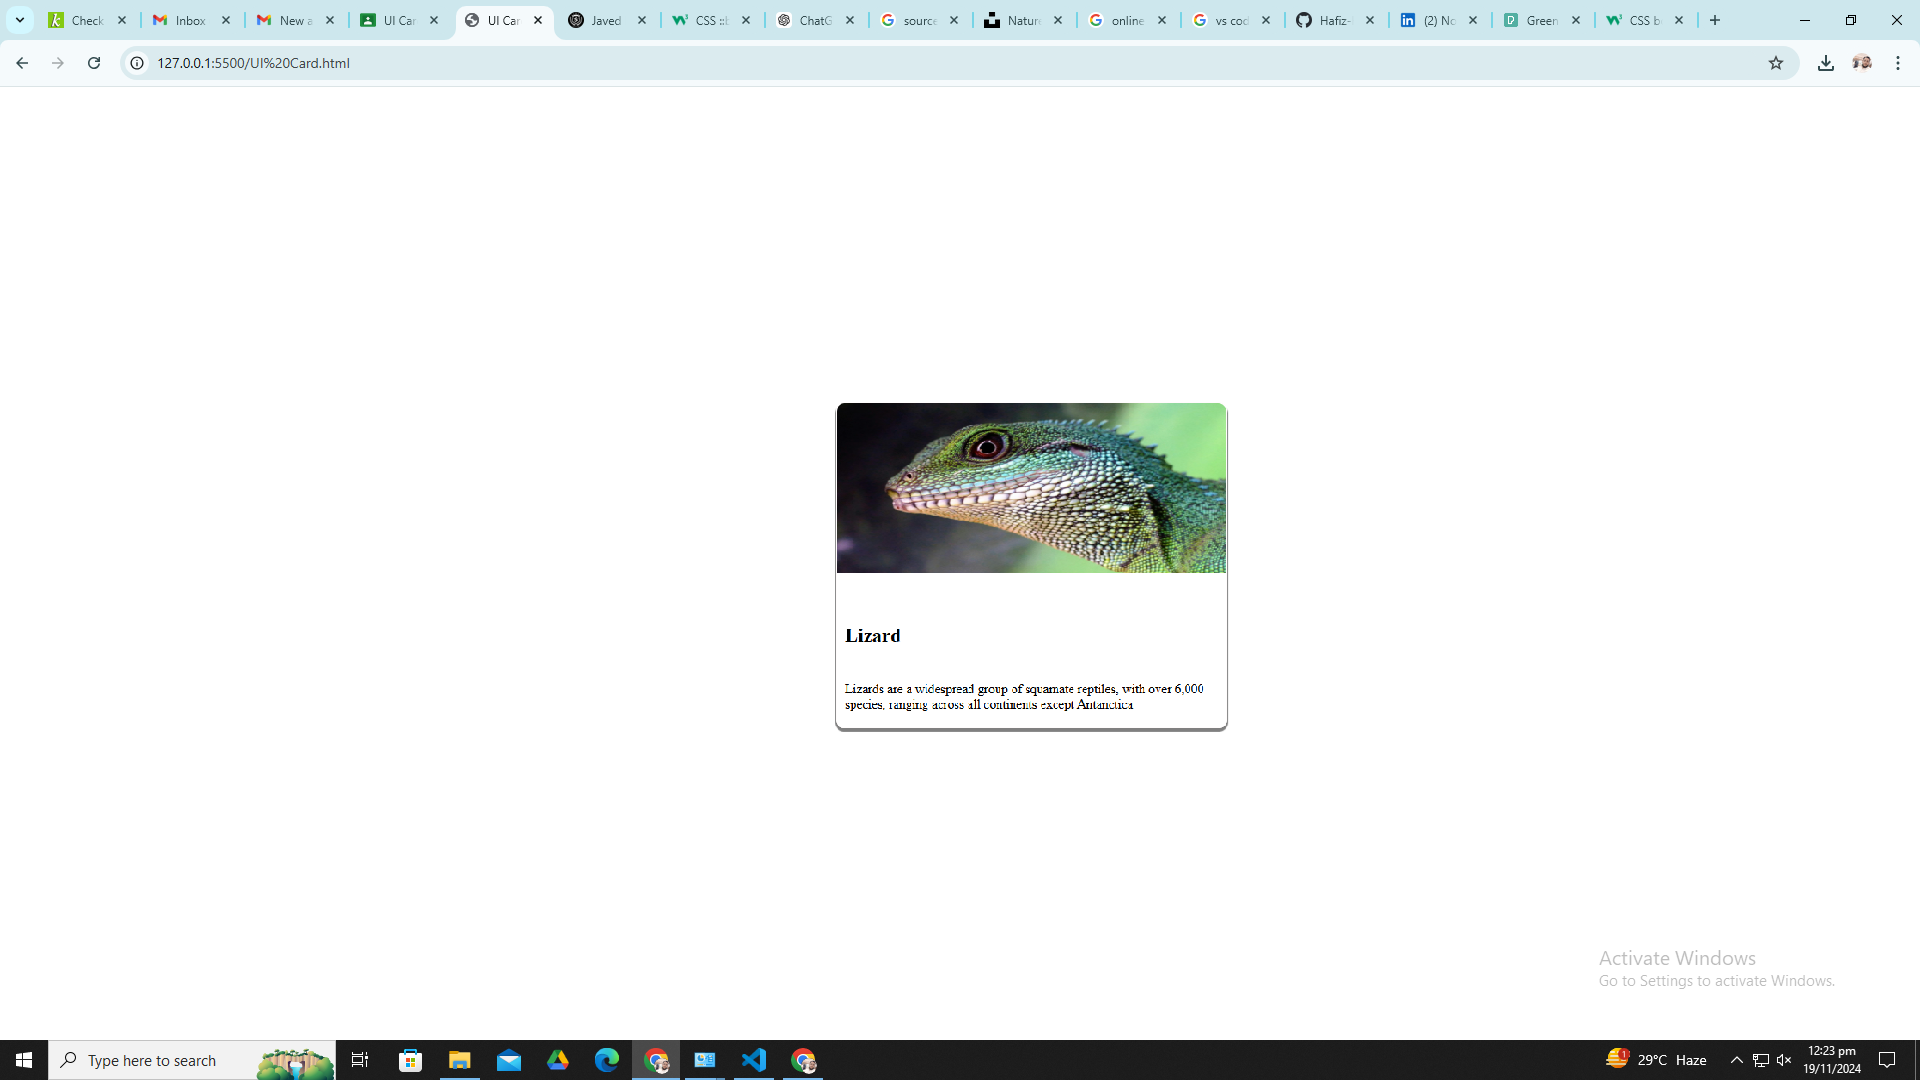 Check
Inbox
New a
UI Car
UI Car
Javed
CSS ::b
ChatG
source
Nature
online
vs cod
Hafiz-
(2) No
Green
CSS b
127.0.0.1:5500/UI%20Card.html
Lizard
Lizards are a widespread group of squamate reptiles, with over 6,000
species, ranging across all continents except Antarctica
Activate Windows
Go to Settings to activate Windows.
Type here to search
1
29°C Haze
12:23 pm
19/11/2024